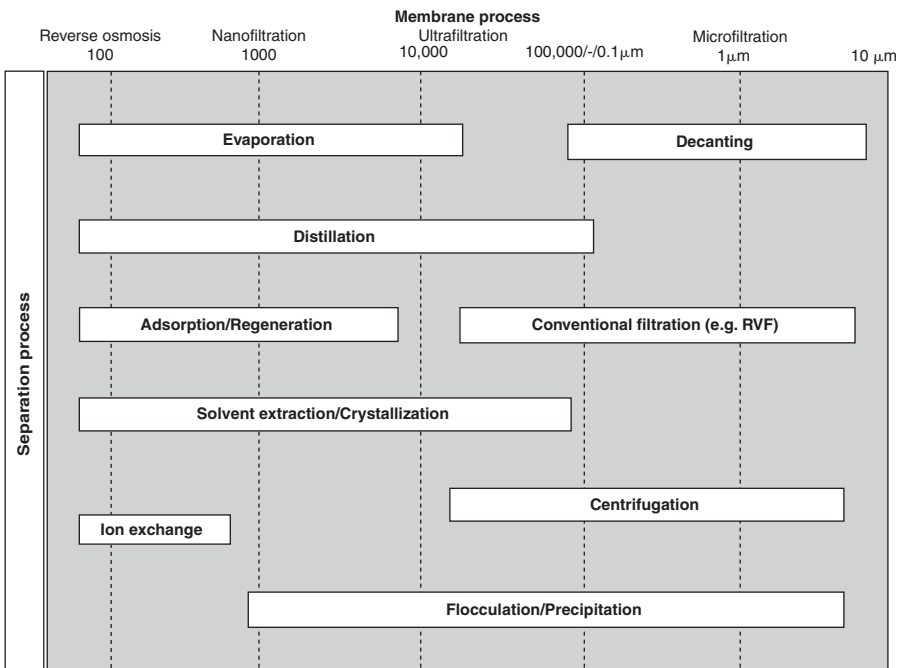 Membrane process
Reverse osmosis Nanofiltration Ultrafiltration Microfiltration
100 1000 10,000 100,000/-/0.1μm 1μm 10 μm
Separation process
Evaporation Decanting
Distillation
Adsorption/Regeneration Conventional filtration (e.g. RVF)
Solvent extraction/Crystallization
Centrifugation
Ion exchange
Flocculation/Precipitation